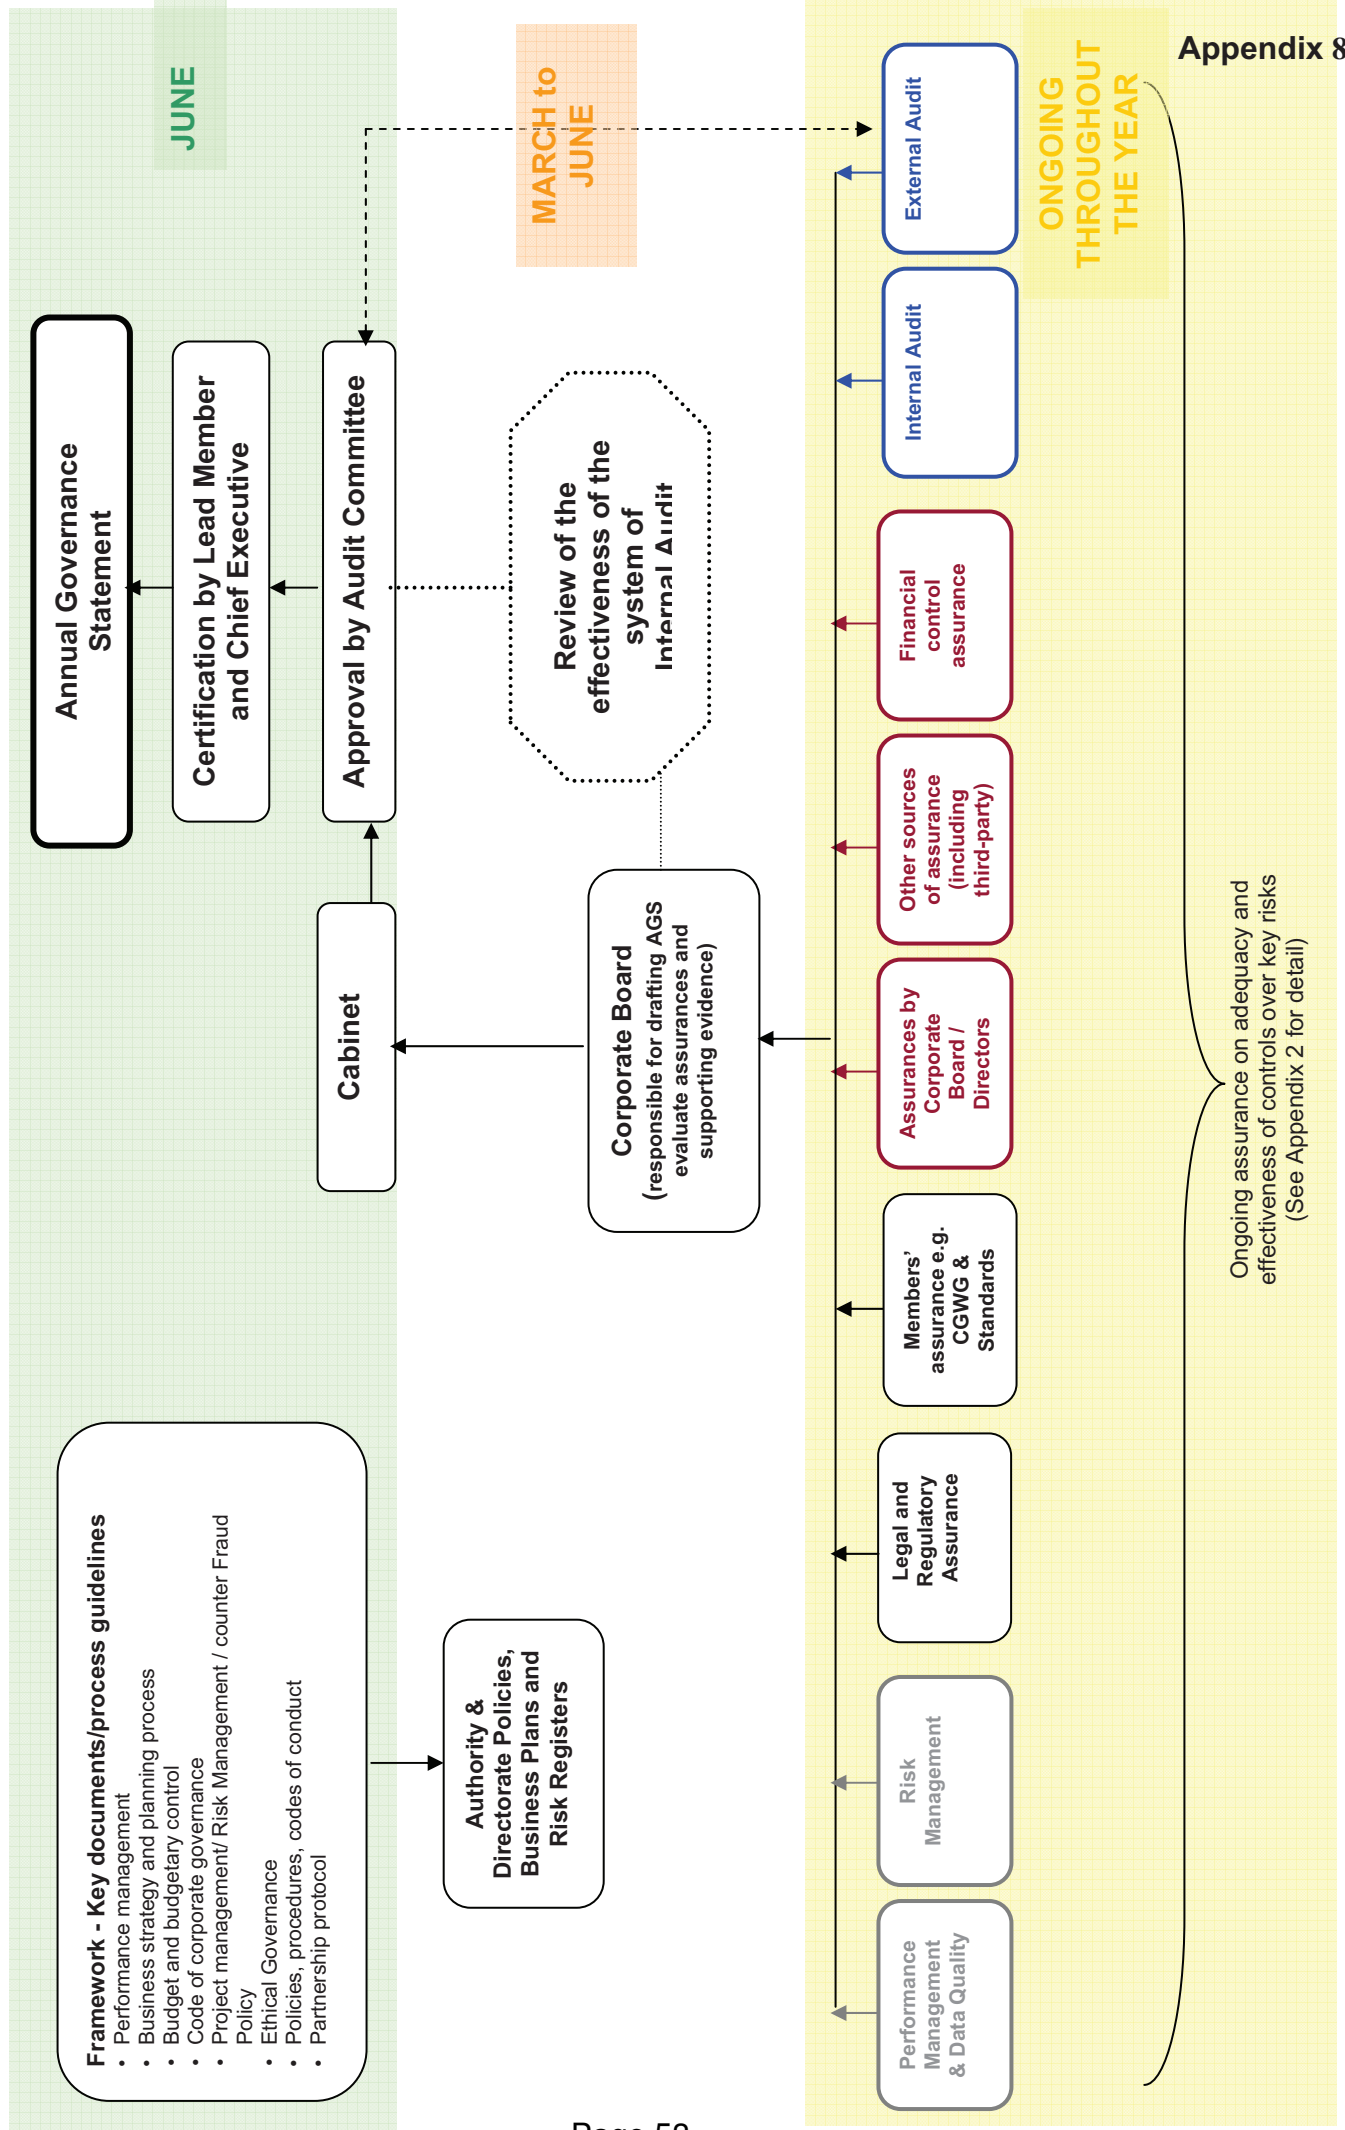 Appendix 8
JUNE
MARCH to
JUNE
ONGOING
THROUGHOUT
THE YEAR
Framework - Key documents/process guidelines
• Performance management
• Business strategy and planning process
• Budget and budgetary control
• Code of corporate governance
• Project management/ Risk Management / counter Fraud
Policy
• Ethical Governance
• Policies, procedures, codes of conduct
• Partnership protocol
Annual Governance
Statement
Certification by Lead Member
and Chief Executive
Cabinet
Approval by Audit Committee
Authority &
Directorate Policies,
Business Plans and
Risk Registers
Corporate Board
(responsible for drafting AGS
evaluate assurances and
supporting evidence)
Review of the
effectiveness of the
system of
Internal Audit
Performance
Management
& Data Quality
Risk
Management
Legal and
Regulatory
Assurance
Members’
assurance e.g.
CGWG &
Standards
Assurances by
Corporate
Board /
Directors
Other sources
of assurance
(including
third-party)
Financial
control
assurance
Internal Audit
External Audit
Ongoing assurance on adequacy and
effectiveness of controls over key risks
(See Appendix 2 for detail)
Page